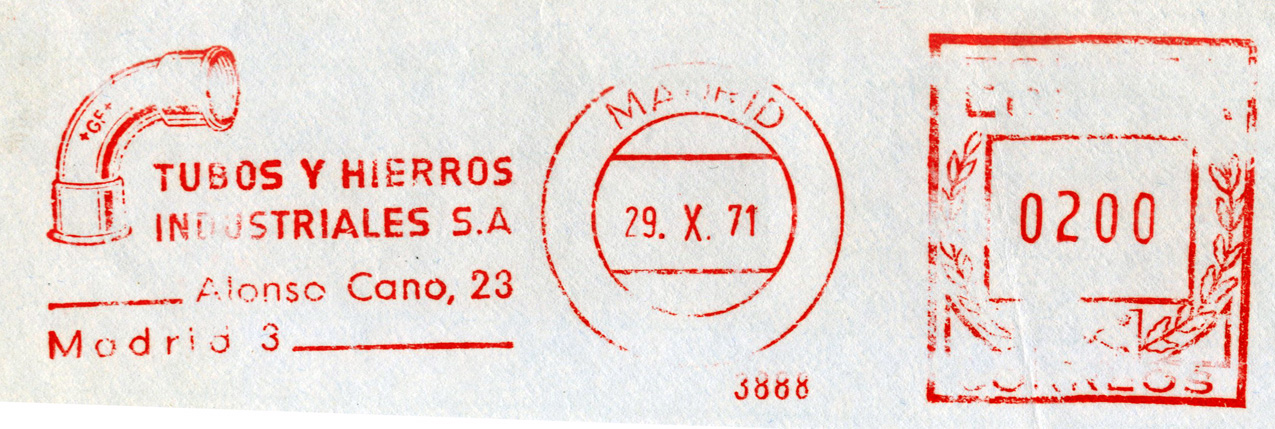 +GF+
TUBOS Y HIERROS
INDUSTRIALES S.A
Alonso Cano, 23
Madrid 3
MADRID
29. X. 71
3888
0200
CORREOS